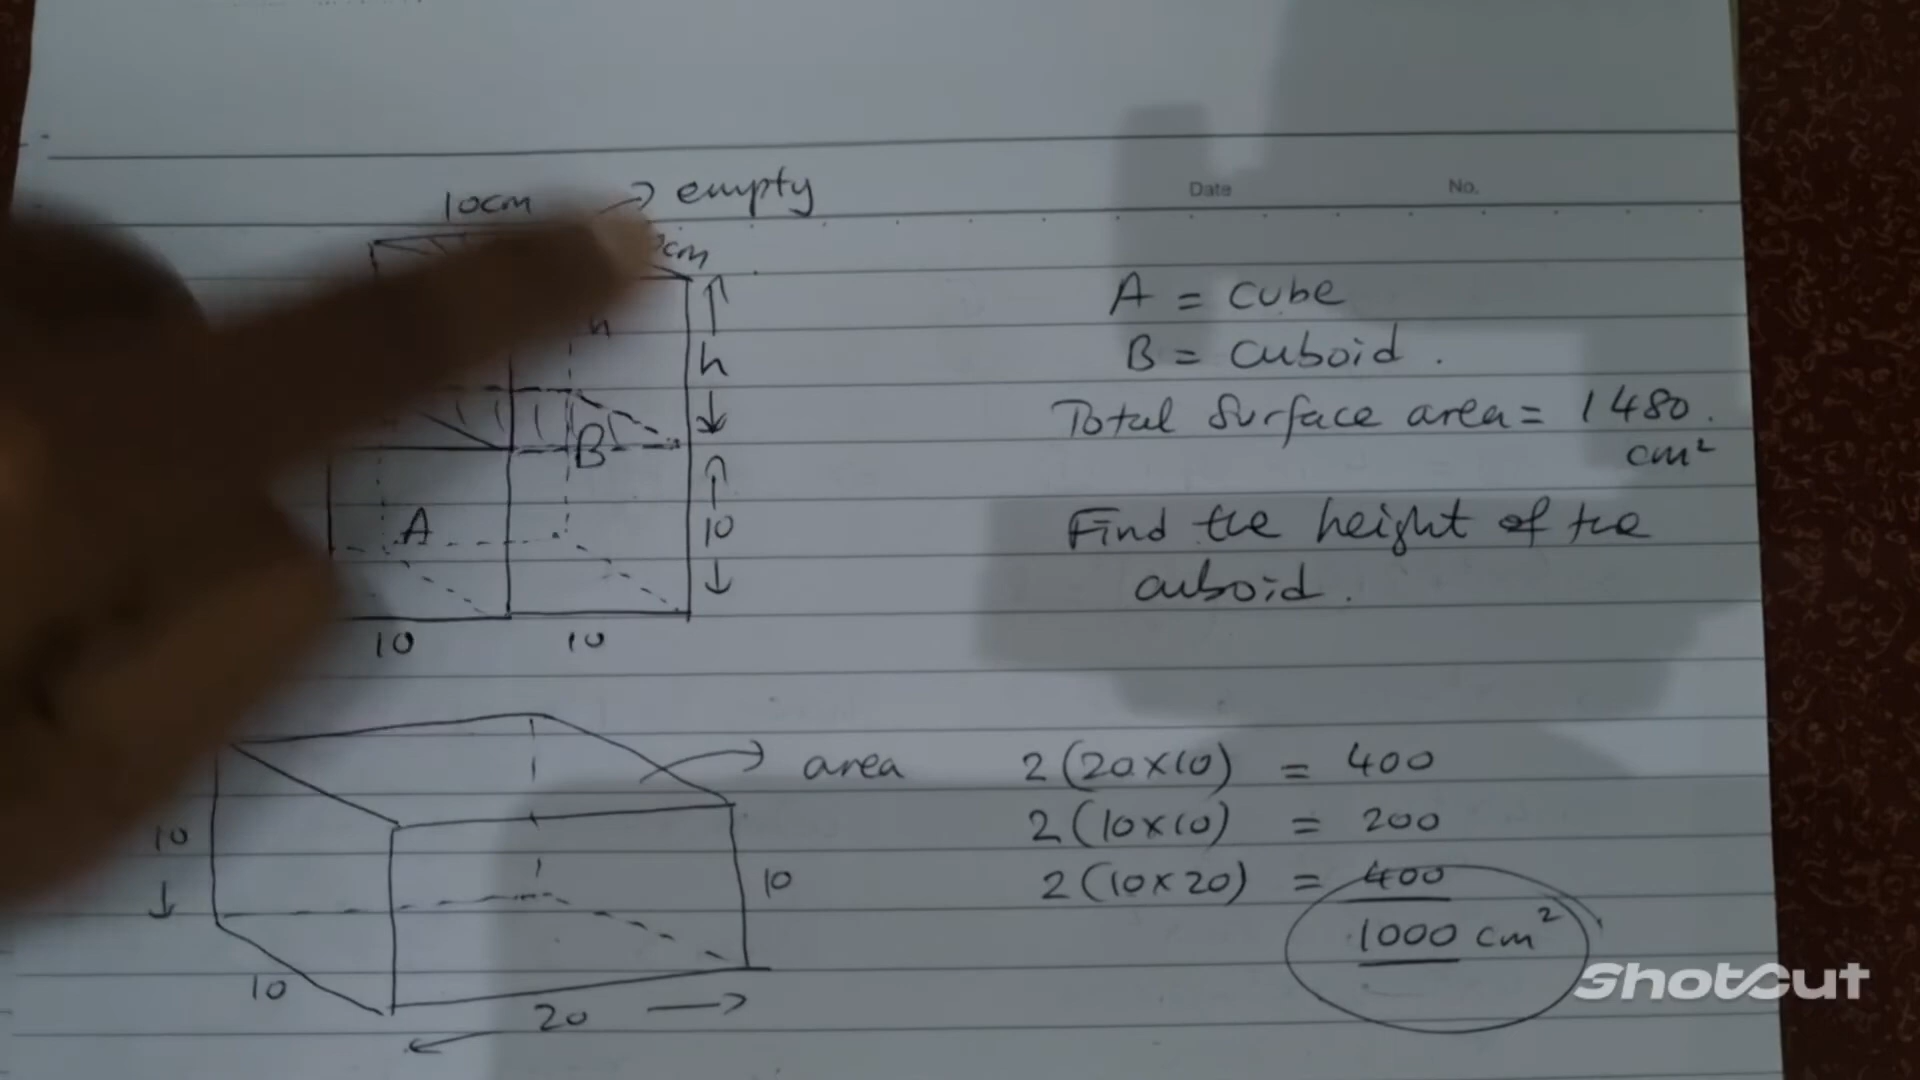 10cm → empty
cm
Date
No.
h
h
A = cube
B = cuboid.
Total Surface area = 1480.
cm²
B
10
A
Find the height of the
cuboid.
10
10
area
2(20×10) = 400
2(10×10) = 200
2(10×20) = 400
1000 cm²
10
10
10
20
Shotcut